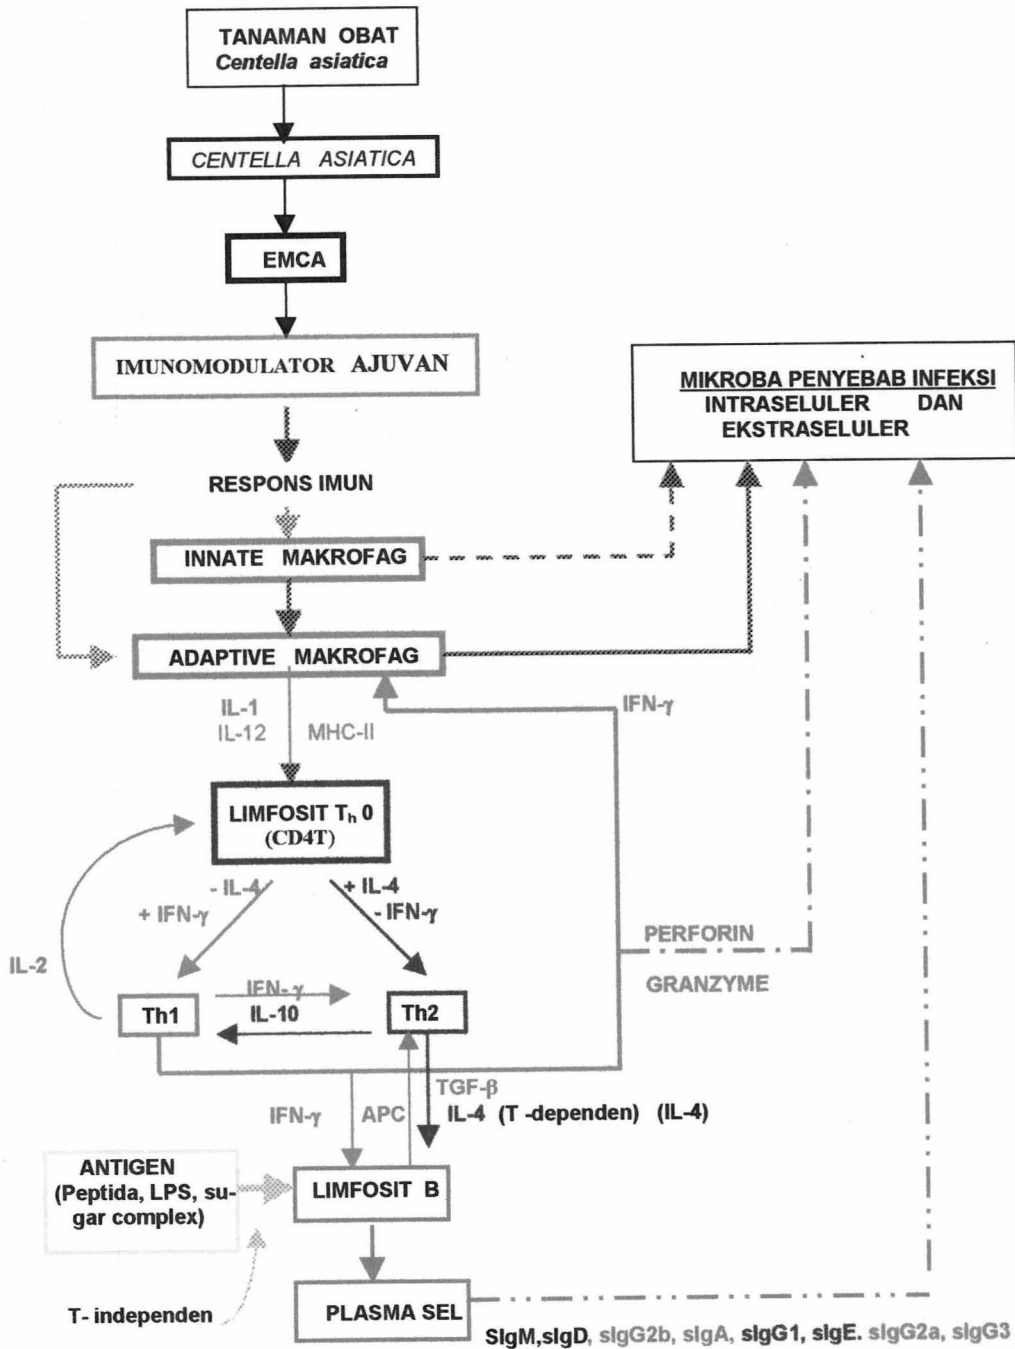 TANAMAN OBAT
Centella asiatica
CENTELLA ASIATICA
EMCA
IMUNOMODULATOR AJUVAN
MIKROBA PENYEBAB INFEKSI
INTRASELULER DAN
EKSTRASELULER
RESPONS IMUN
INNATE MAKROFAG
ADAPTIVE MAKROFAG
IL-1
IL-12
MHC-II
IFN-γ
LIMFOSIT Th 0
(CD4T)
- IL-4
+ IFN-γ
+ IL-4
- IFN-γ
IL-2
PERFORIN
GRANZYME
Th1
IFN-γ
IL-10
Th2
IFN-γ
APC
TGF-β
IL-4 (T -dependen) (IL-4)
ANTIGEN
(Peptida, LPS, su-
gar complex)
LIMFOSIT B
T- independen
PLASMA SEL
SIgM,sIgD, sIgG2b, sIgA, sIgG1, sIgE. sIgG2a, sIgG3